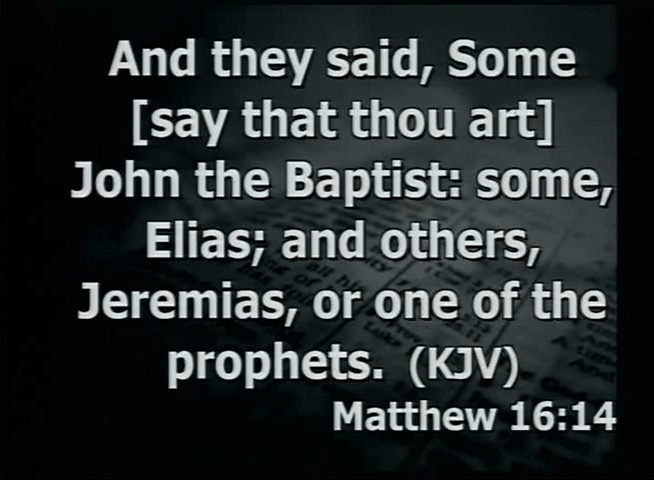 And they said, Some
[say that thou art]
John the Baptist: some,
Elias; and others,
Jeremias, or one of the
prophets. (KJV)
Matthew 16:14